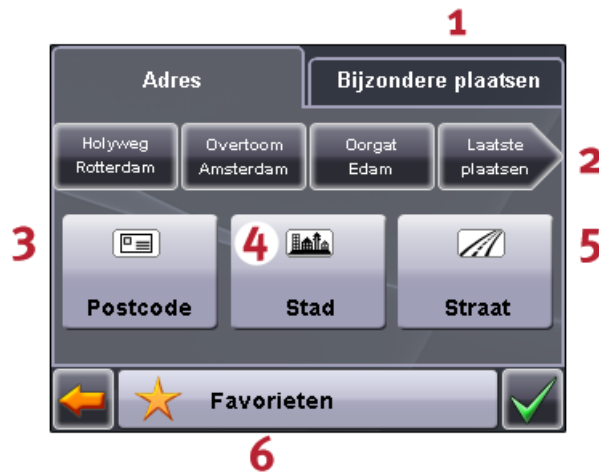 1
Adres
Bijzondere plaatsen
Holyweg
Rotterdam
Overtoom
Amsterdam
Oorgat
Edam
Laatste
plaatsen
2
3
4
5
Postcode
Stad
Straat
Favorieten
6